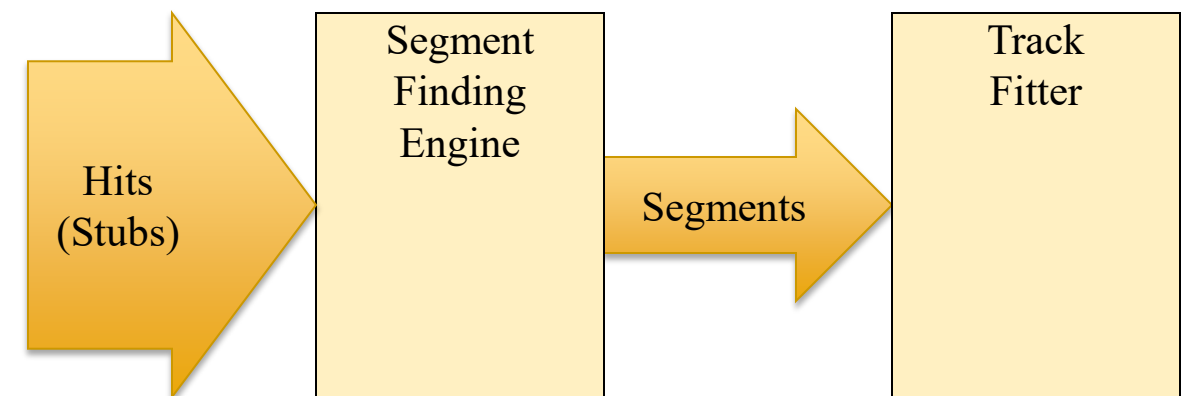 Hits
(Stubs)
Segment
Finding
Engine
Segments
Track
Fitter